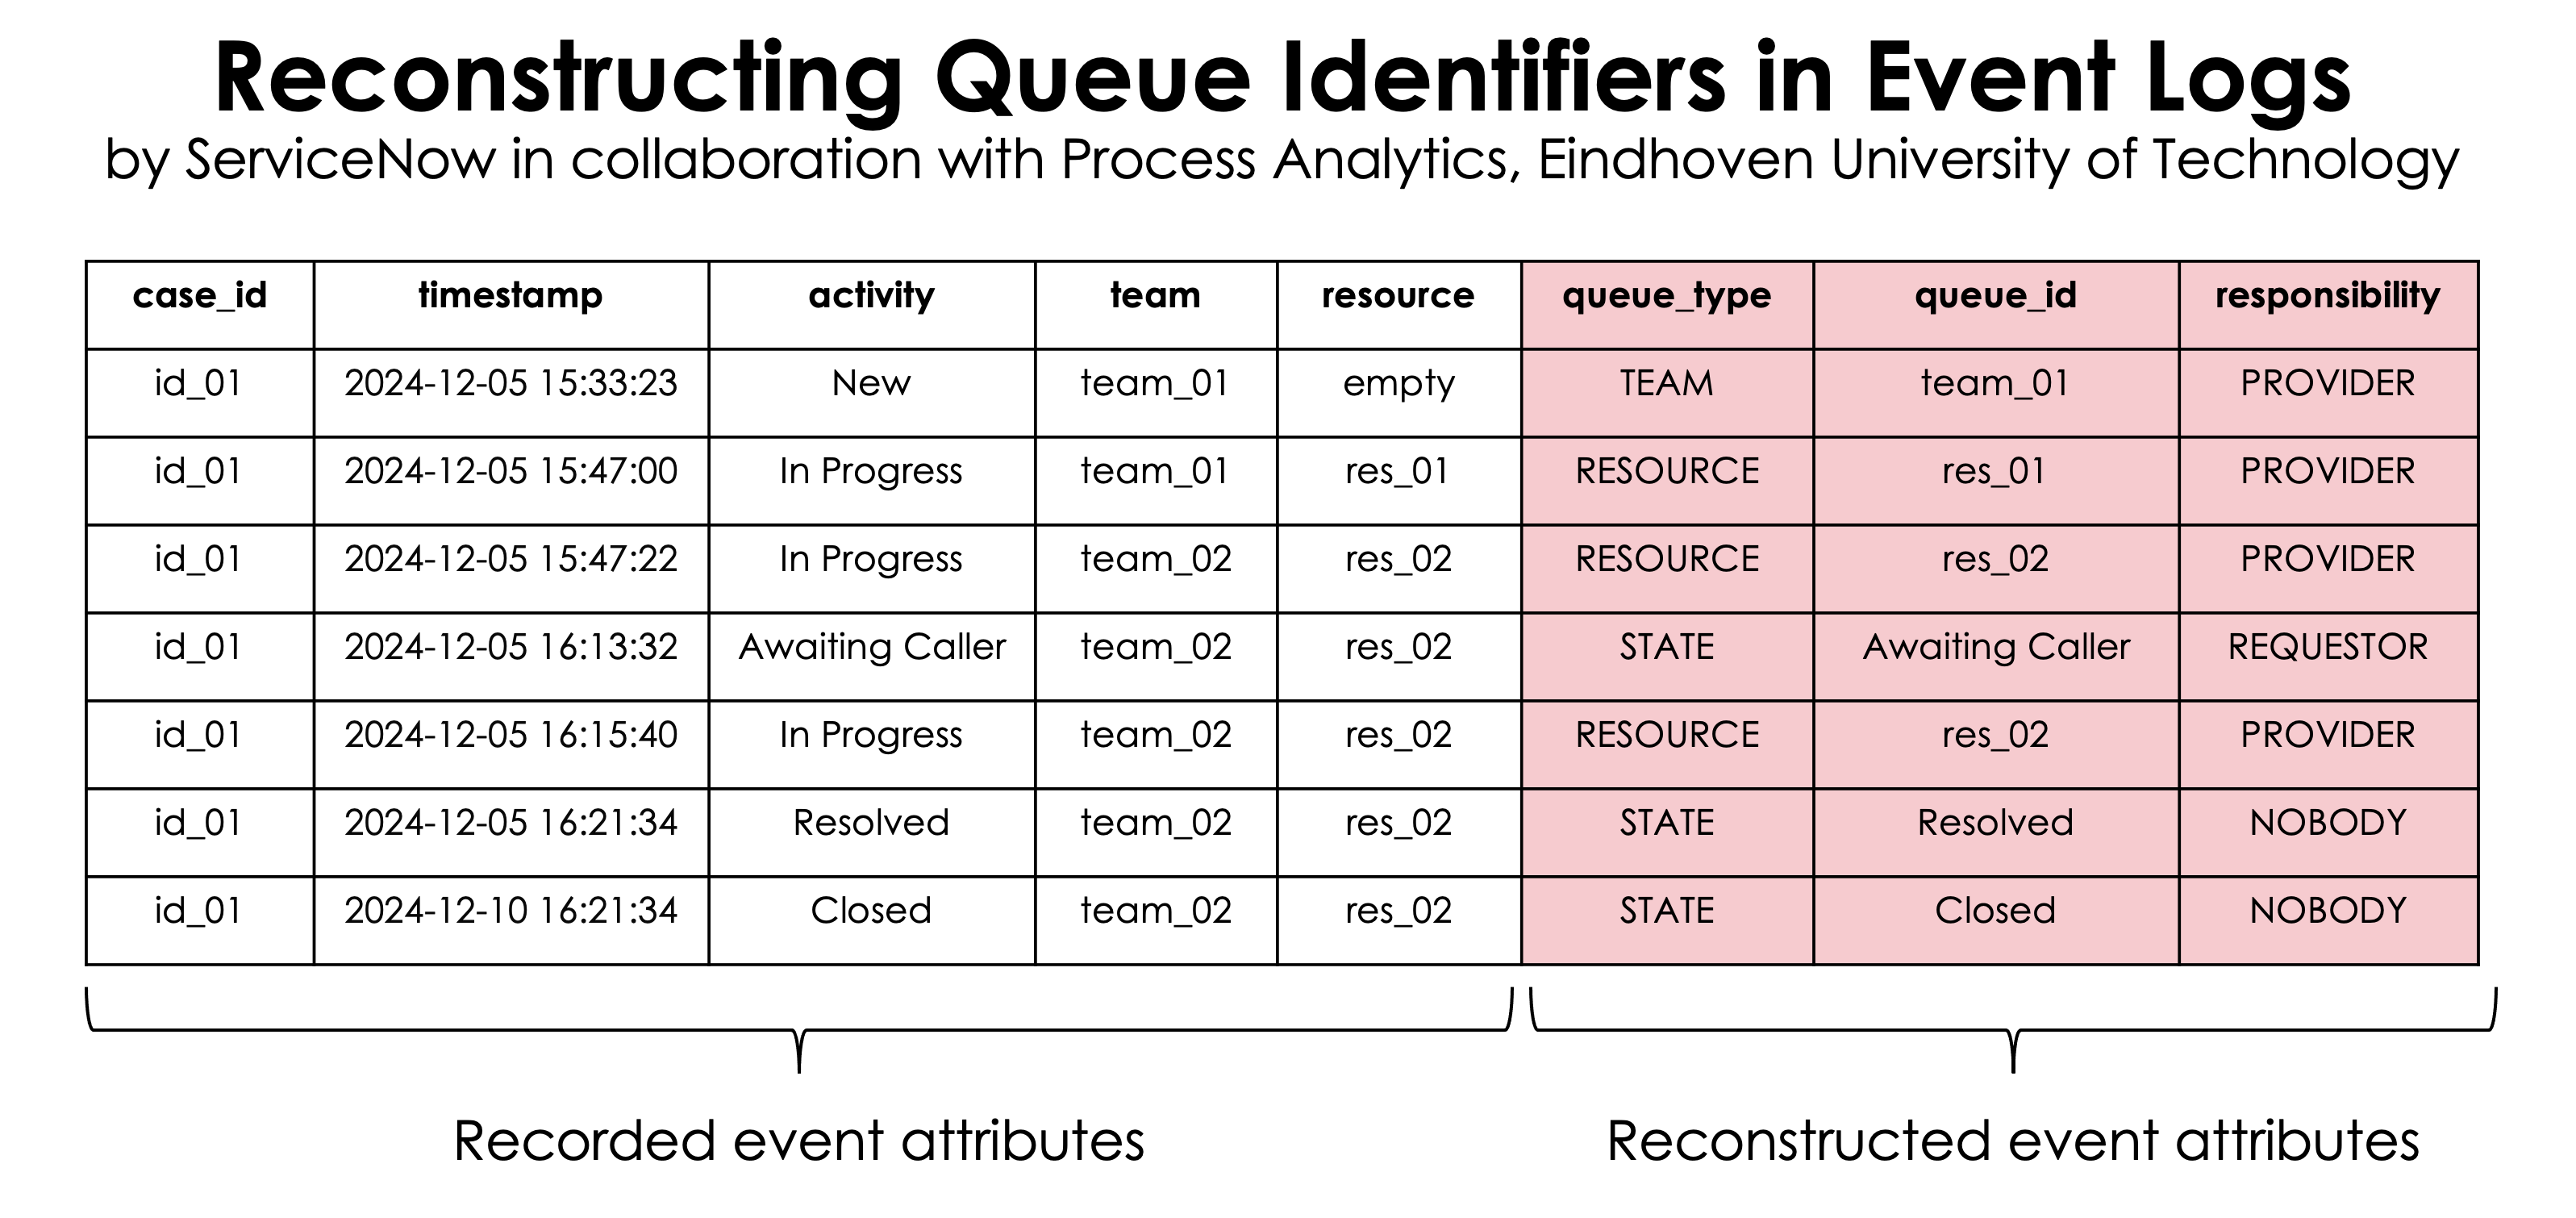 Reconstructing Queue Identifiers in Event Logs
by ServiceNow in collaboration with Process Analytics, Eindhoven University of Technology
case_id timestamp activity team resource queue_type queue_id responsibility
id_01 2024-12-05 15:33:23 New team_01 empty TEAM team_01 PROVIDER
id_01 2024-12-05 15:47:00 In Progress team_01 res_01 RESOURCE res_01 PROVIDER
id_01 2024-12-05 15:47:22 In Progress team_02 res_02 RESOURCE res_02 PROVIDER
id_01 2024-12-05 16:13:32 Awaiting Caller team_02 res_02 STATE Awaiting Caller REQUESTOR
id_01 2024-12-05 16:15:40 In Progress team_02 res_02 RESOURCE res_02 PROVIDER
id_01 2024-12-05 16:21:34 Resolved team_02 res_02 STATE Resolved NOBODY
id_01 2024-12-10 16:21:34 Closed team_02 res_02 STATE Closed NOBODY
Recorded event attributes Reconstructed event attributes